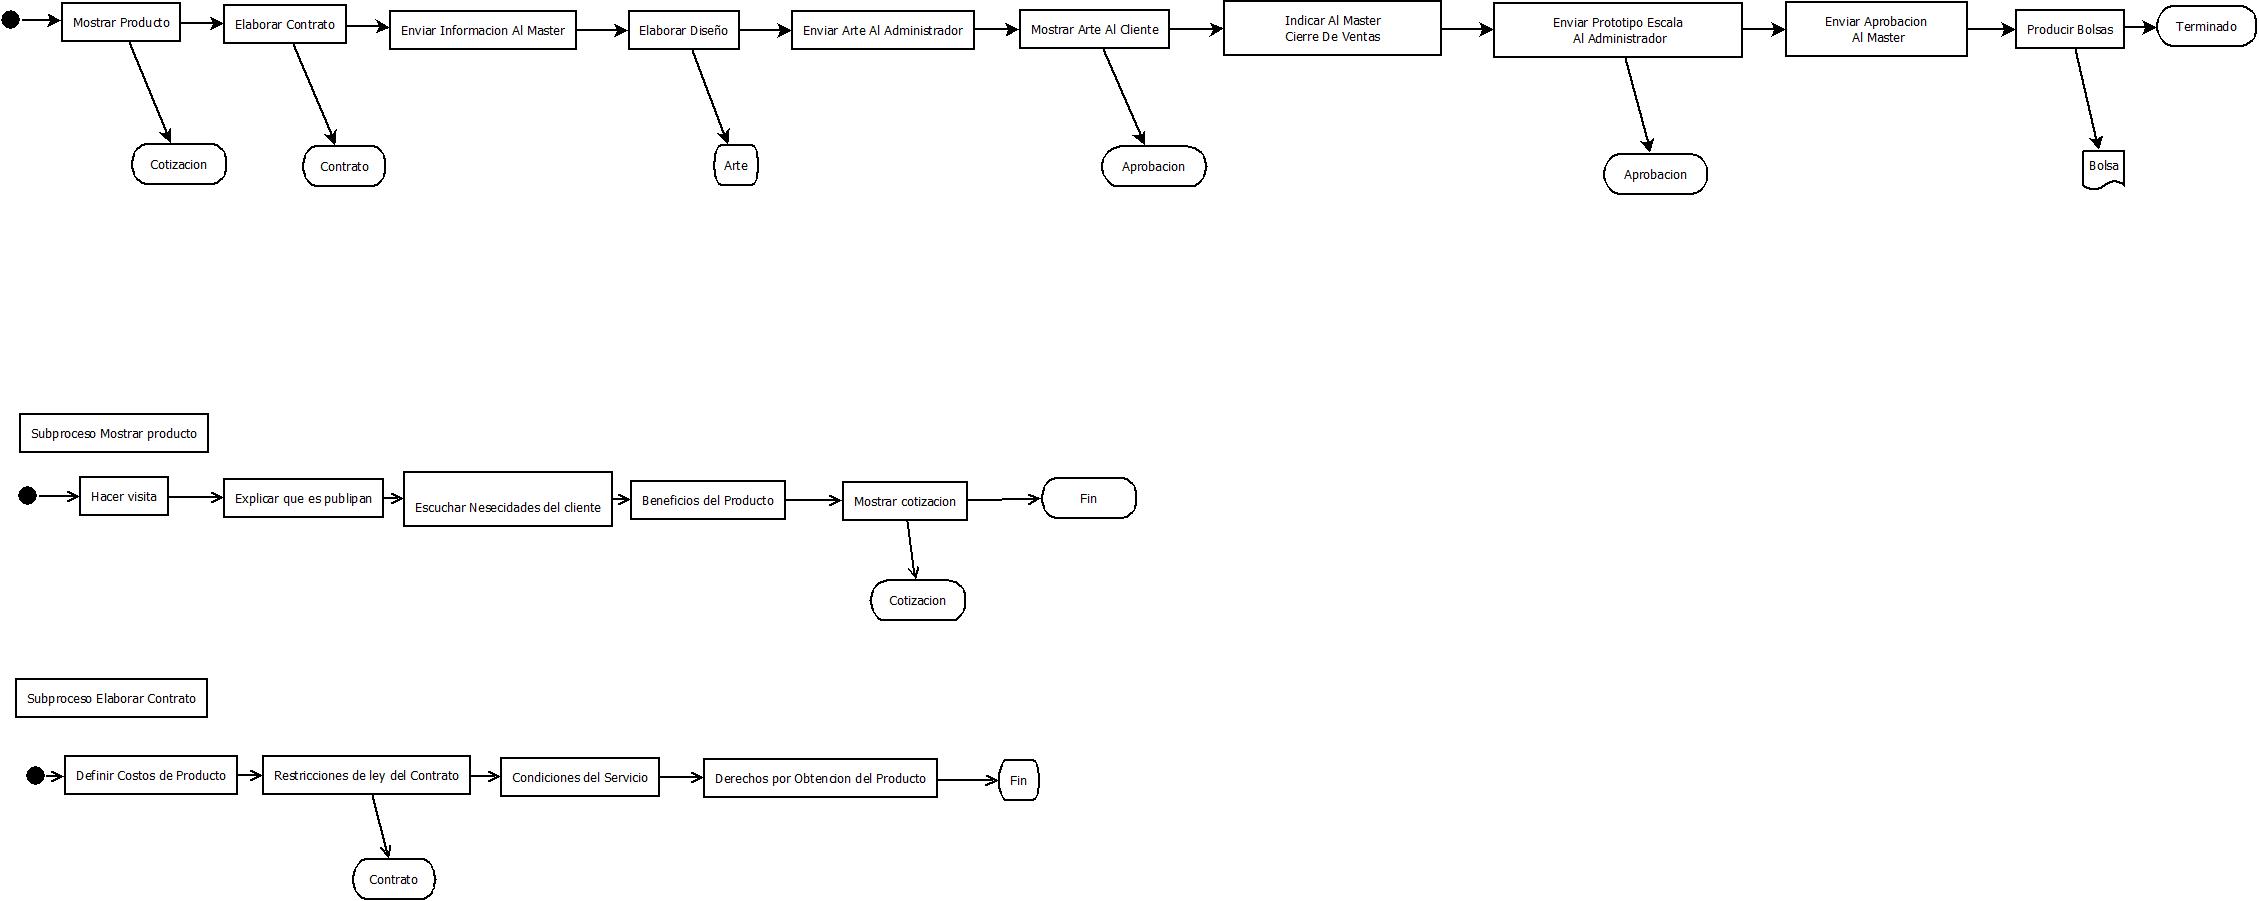 Mostrar Producto
Elaborar Contrato
Enviar Informacion Al Master
Elaborar Diseño
Enviar Arte Al Administrador
Mostrar Arte Al Cliente
Indicar Al Master
Cierre De Ventas
Enviar Prototipo Escala
Al Administrador
Enviar Aprobacion
Al Master
Producir Bolsas
Terminado
Cotizacion
Contrato
Arte
Aprobacion
Aprobacion
Bolsa
Subproceso Mostrar producto
Hacer visita
Explicar que es publipan
Escuchar Nesecidades del cliente
Beneficios del Producto
Mostrar cotizacion
Fin
Cotizacion
Subproceso Elaborar Contrato
Definir Costos de Producto
Restricciones de ley del Contrato
Condiciones del Servicio
Derechos por Obtencion del Producto
Fin
Contrato